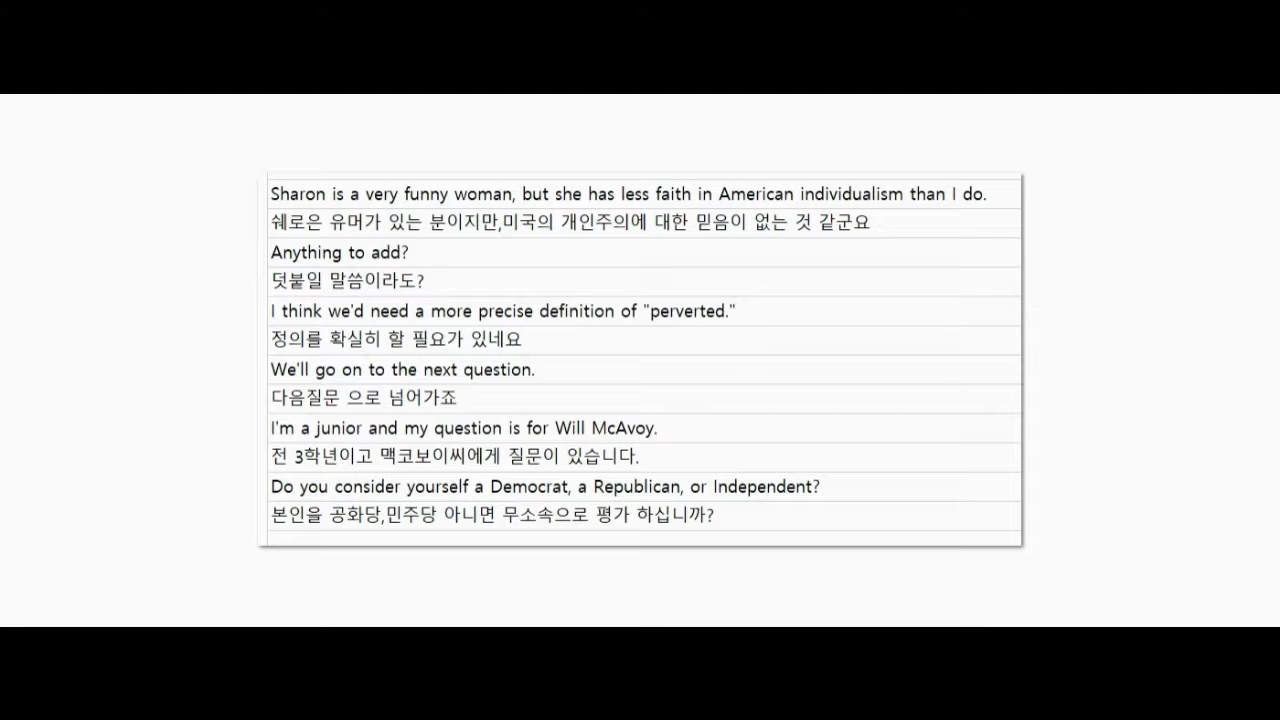 Sharon is a very funny woman, but she has less faith in American individualism than I do.
쉐로은 유머가 있는 분이지만,미국의 개인주의에 대한 믿음이 없는 것 같군요
Anything to add?
덧붙일 말씀이라도?
I think we'd need a more precise definition of "perverted."
정의를 확실히 할 필요가 있네요
We'll go on to the next question.
다음질문 으로 넘어가죠
I'm a junior and my question is for Will McAvoy.
전 3학년이고 맥코보이씨에게 질문이 있습니다.
Do you consider yourself a Democrat, a Republican, or Independent?
본인을 공화당,민주당 아니면 무소속으로 평가 하십니까?